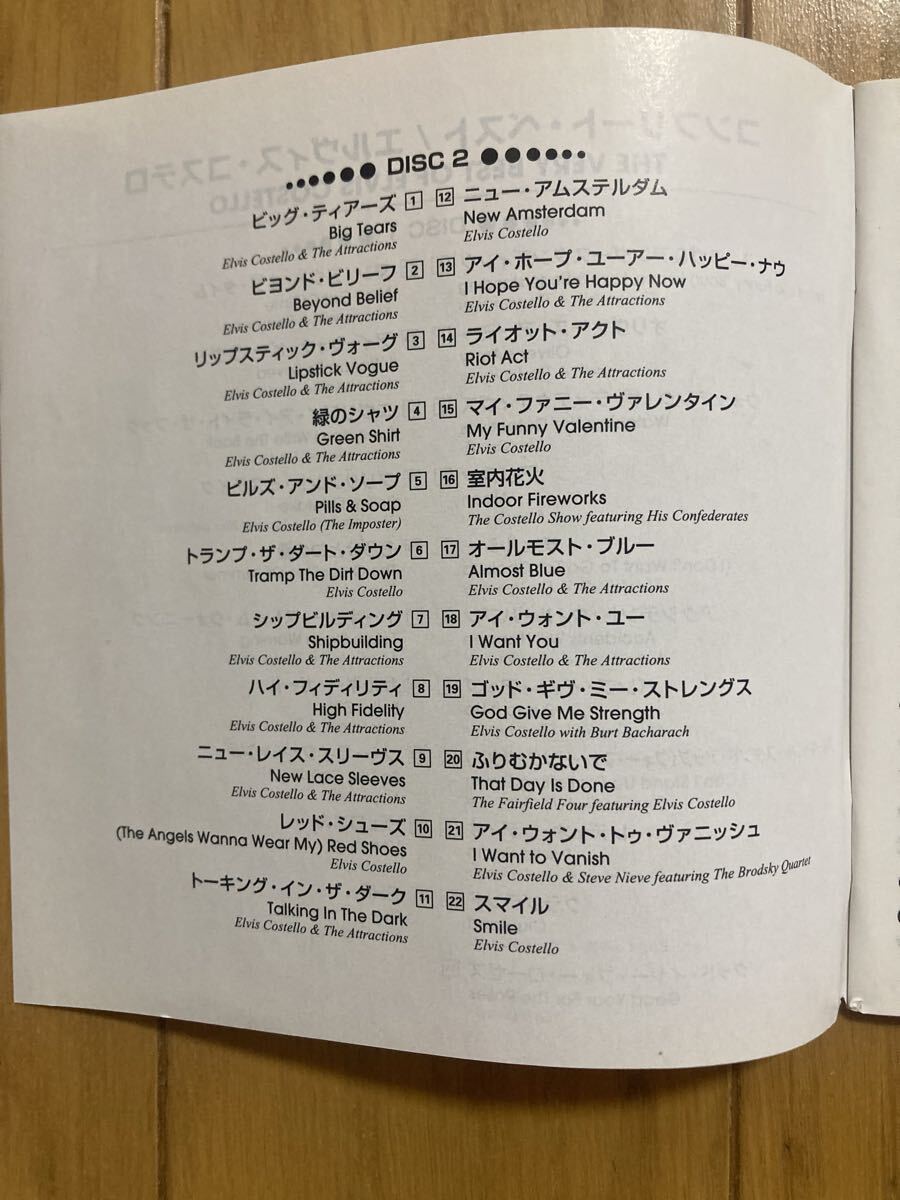 DISC 2
ビッグ・ティアーズ 1
Big Tears
Elvis Costello & The Attractions
ビヨンド・ビリーフ 2
Beyond Belief
Elvis Costello & The Attractions
リップスティック・ヴォーグ 3
Lipstick Vogue
Elvis Costello & The Attractions
緑のシャツ 4
Green Shirt
Elvis Costello & The Attractions
ピルズ・アンド・ソープ 5
Pills & Soap
Elvis Costello (The Imposter)
トランプ・ザ・ダート・ダウン 6
Tramp The Dirt Down
Elvis Costello
シップビルディング 7
Shipbuilding
Elvis Costello & The Attractions
ハイ・フィディリティ 8
High Fidelity
Elvis Costello & The Attractions
ニュー・レイス・スリーヴス 9
New Lace Sleeves
Elvis Costello & The Attractions
レッド・シューズ 10
(The Angels Wanna Wear My) Red Shoes
Elvis Costello
トーキング・イン・ザ・ダーク 11
Talking In The Dark
Elvis Costello & The Attractions
12 ニュー・アムステルダム
New Amsterdam
Elvis Costello
13 アイ・ホープ・ユーアー・ハッピー・ナウ
I Hope You're Happy Now
Elvis Costello & The Attractions
14 ライオット・アクト
Riot Act
Elvis Costello & The Attractions
15 マイ・ファニー・ヴァレンタイン
My Funny Valentine
Elvis Costello
16 室内花火
Indoor Fireworks
The Costello Show featuring His Confederates
17 オールモスト・ブルー
Almost Blue
Elvis Costello & The Attractions
18 アイ・ウォント・ユー
I Want You
Elvis Costello & The Attractions
19 ゴッド・ギヴ・ミー・ストレングス
God Give Me Strength
Elvis Costello with Burt Bacharach
20 ふりむかないで
That Day Is Done
The Fairfield Four featuring Elvis Costello
21 アイ・ウォント・トゥ・ヴァニッシュ
I Want to Vanish
Elvis Costello & Steve Nieve featuring The Brodsky Quartet
22 スマイル
Smile
Elvis Costello